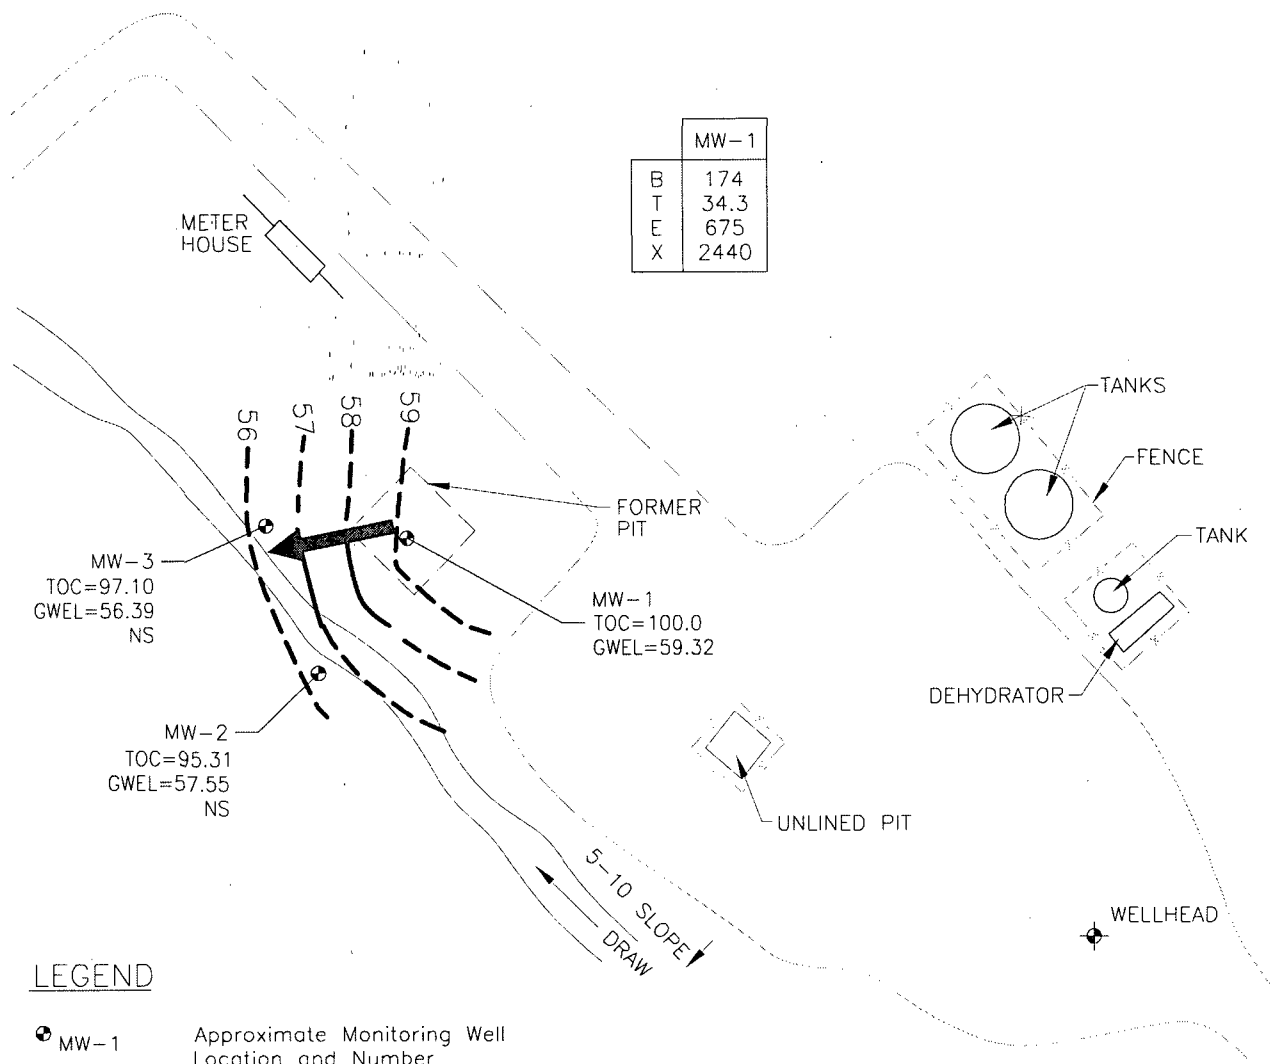 MW-1
B 174
T 34.3
E 675
X 2440
METER
HOUSE
TANKS
FENCE
56 57 58 59
FORMER
PIT
TANK
MW-3
TOC=97.10
GWEL=56.39
NS
MW-1
TOC=100.0
GWEL=59.32
DEHYDRATOR
MW-2
TOC=95.31
GWEL=57.55
NS
UNLINED PIT
5-10 SLOPE
DRAW
WELLHEAD
LEGEND
MW-1 Approximate Monitoring Well
Location and Number